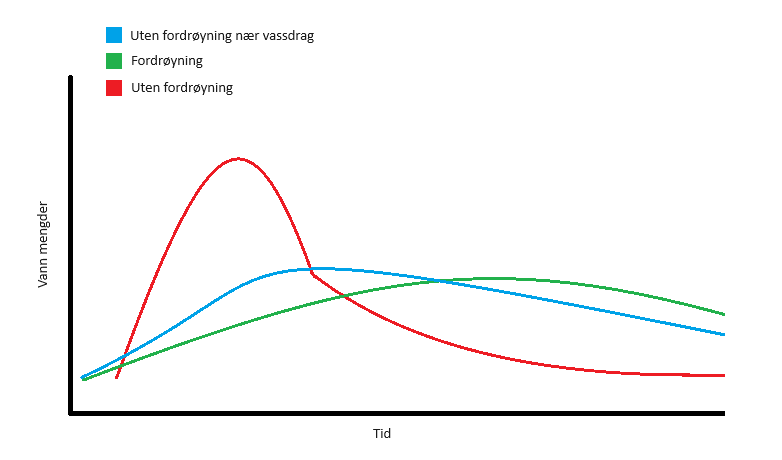 Uten fordrøyning nær vassdrag
Fordrøyning
Uten fordrøyning
Vann mengder
Tid